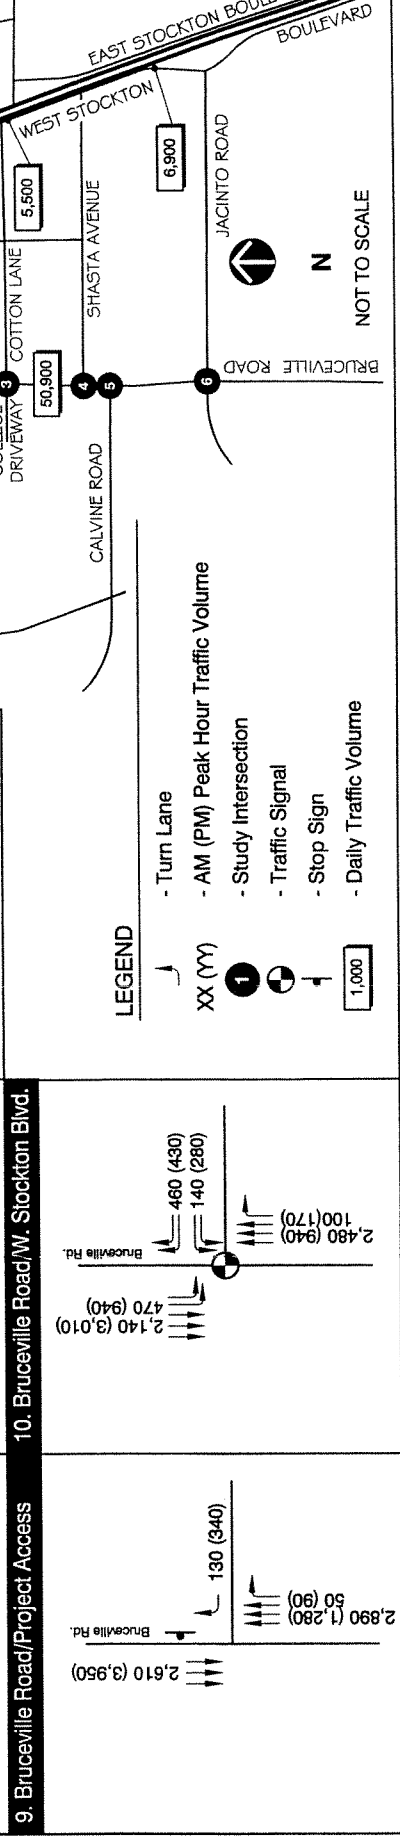 EAST STOCKTON
BOULEVARD
WEST STOCKTON
5,500
6,900
COTTON LANE
SHASTA AVENUE
JACINTO ROAD
N
NOT TO SCALE
3
DRIVEWAY
50,900
4
5
6
BRUCEVILLE ROAD
CALVINE ROAD
LEGEND
- Turn Lane
XX (YY) - AM (PM) Peak Hour Traffic Volume
1 - Study Intersection
- Traffic Signal
- Stop Sign
1,000 - Daily Traffic Volume
9. Bruceville Road/Project Access
Bruceville Rd.
2,610 (3,950)
130 (340)
50 (90)
2,890 (1,280)
10. Bruceville Road/W. Stockton Blvd.
Bruceville Rd.
460 (430)
140 (280)
470 (940)
2,140 (3,010)
100(170)
2,480 (940)